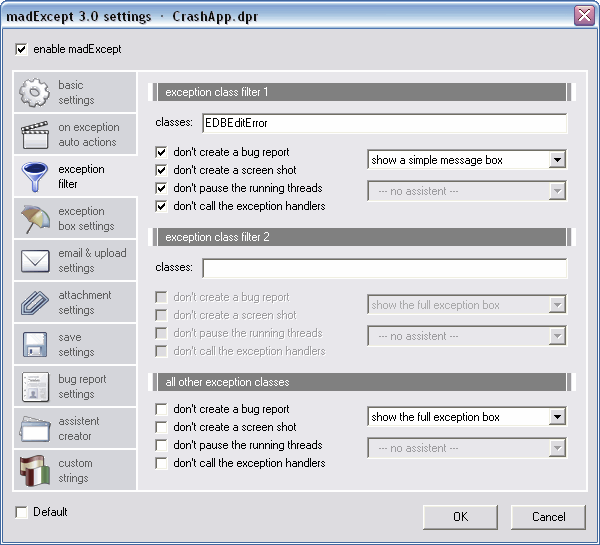 madExcept 3.0 settings · CrashApp.dpr
enable madExcept
basic
settings
on exception
auto actions
exception
filter
exception
box settings
email & upload
settings
attachment
settings
save
settings
bug report
settings
assistent
creator
custom
strings
exception class filter 1
classes: EDBEditError
don't create a bug report
show a simple message box
don't create a screen shot
don't pause the running threads
--- no assistent ---
don't call the exception handlers
exception class filter 2
classes:
don't create a bug report
show the full exception box
don't create a screen shot
don't pause the running threads
--- no assistent ---
don't call the exception handlers
all other exception classes
don't create a bug report
show the full exception box
don't create a screen shot
don't pause the running threads
--- no assistent ---
don't call the exception handlers
Default
OK
Cancel